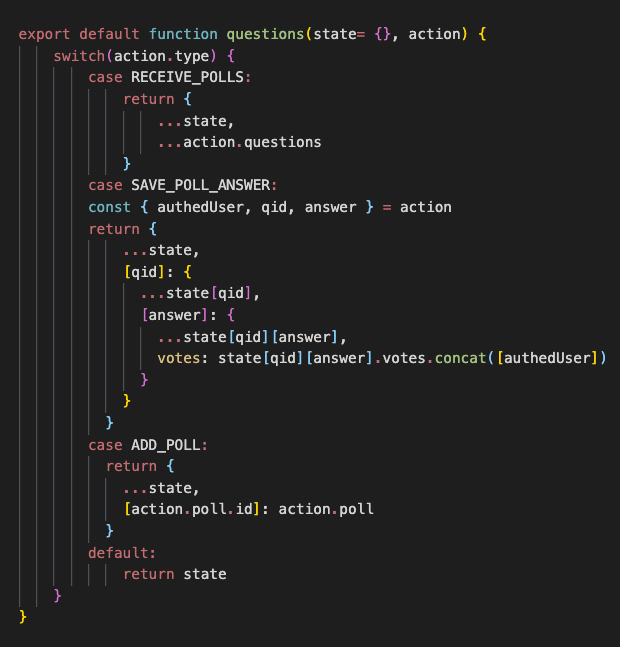 export default function questions(state= {}, action) {
    switch(action.type) {
        case RECEIVE_POLLS:
            return {
                ...state,
                ...action.questions
            }
        case SAVE_POLL_ANSWER:
        const { authedUser, qid, answer } = action
        return {
            ...state,
            [qid]: {
              ...state[qid],
              [answer]: {
                ...state[qid][answer],
                votes: state[qid][answer].votes.concat([authedUser])
              }
            }
          }
        case ADD_POLL:
          return {
            ...state,
            [action.poll.id]: action.poll
          }
        default:
            return state
    }
}